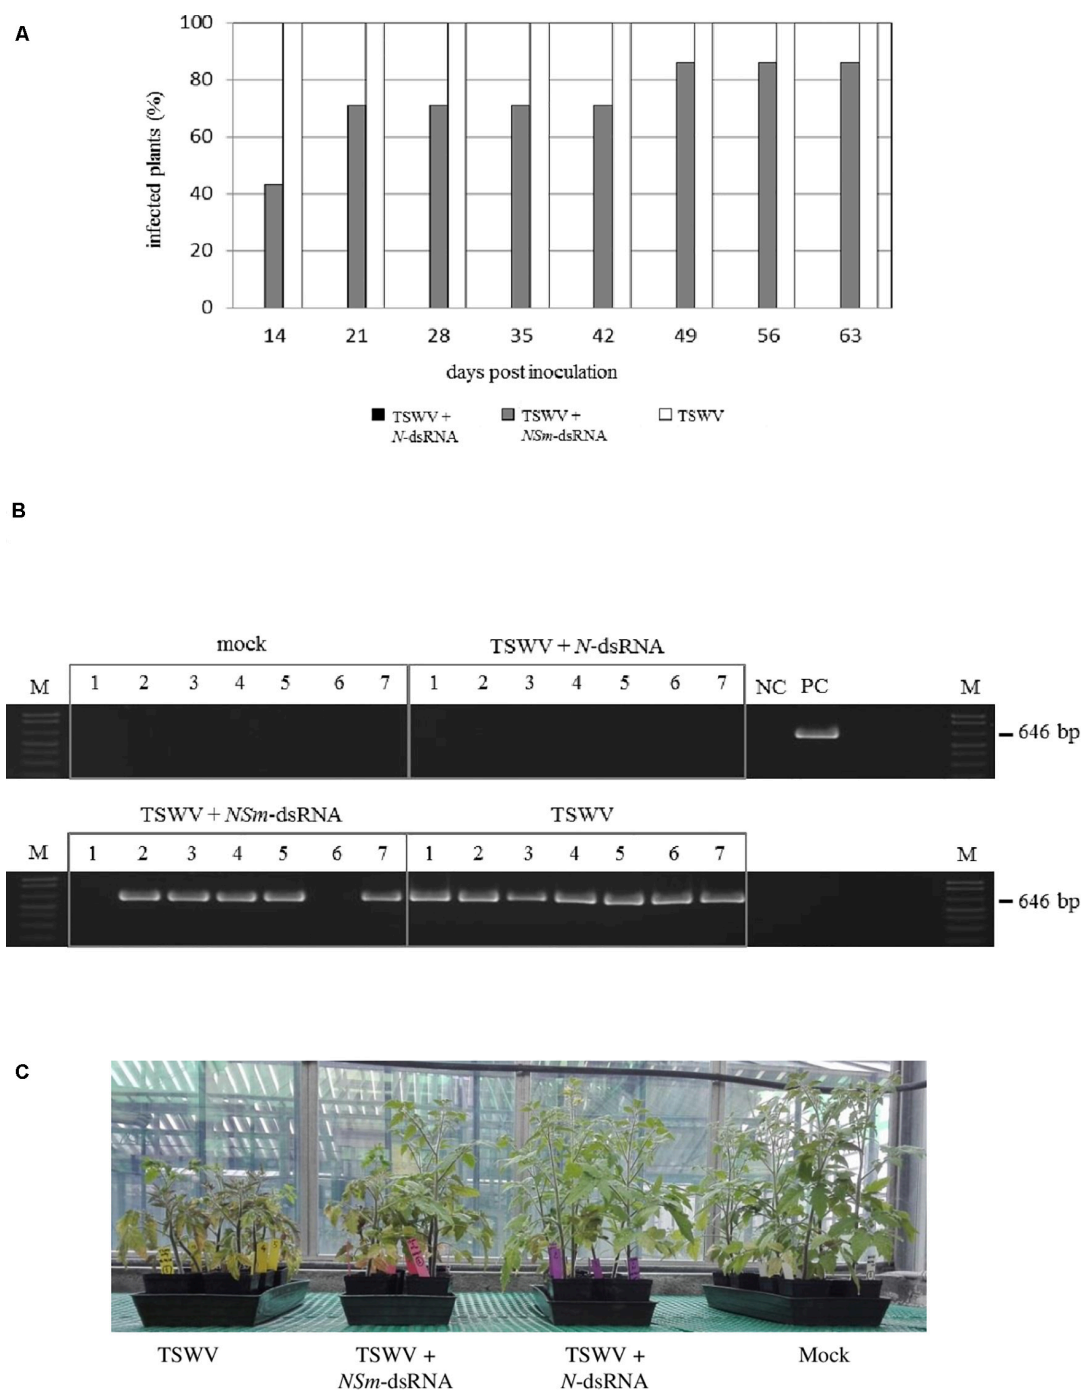 A
100
80
60
40
20
0
infected plants (%)
14 21 28 35 42 49 56 63
days post inoculation
TSWV +
N-dsRNA
TSWV +
NSm-dsRNA
TSWV
B
mock
TSWV + N-dsRNA
M 1 2 3 4 5 6 7 1 2 3 4 5 6 7 NC PC M
646 bp
TSWV + NSm-dsRNA
TSWV
M 1 2 3 4 5 6 7 1 2 3 4 5 6 7 M
646 bp
C
TSWV
TSWV +
NSm-dsRNA
TSWV +
N-dsRNA
Mock